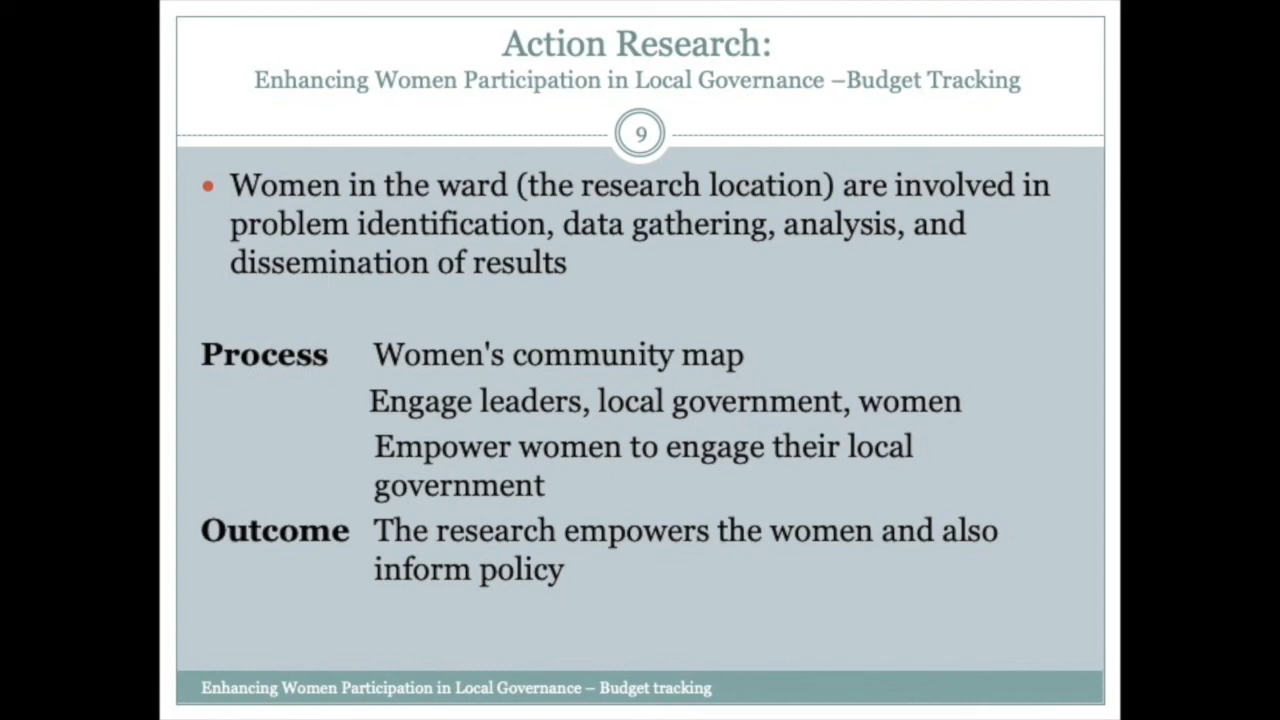 Action Research:
Enhancing Women Participation in Local Governance –Budget Tracking
9
• Women in the ward (the research location) are involved in
problem identification, data gathering, analysis, and
dissemination of results
Process Women's community map
Engage leaders, local government, women
Empower women to engage their local
government
Outcome The research empowers the women and also
inform policy
Enhancing Women Participation in Local Governance – Budget tracking